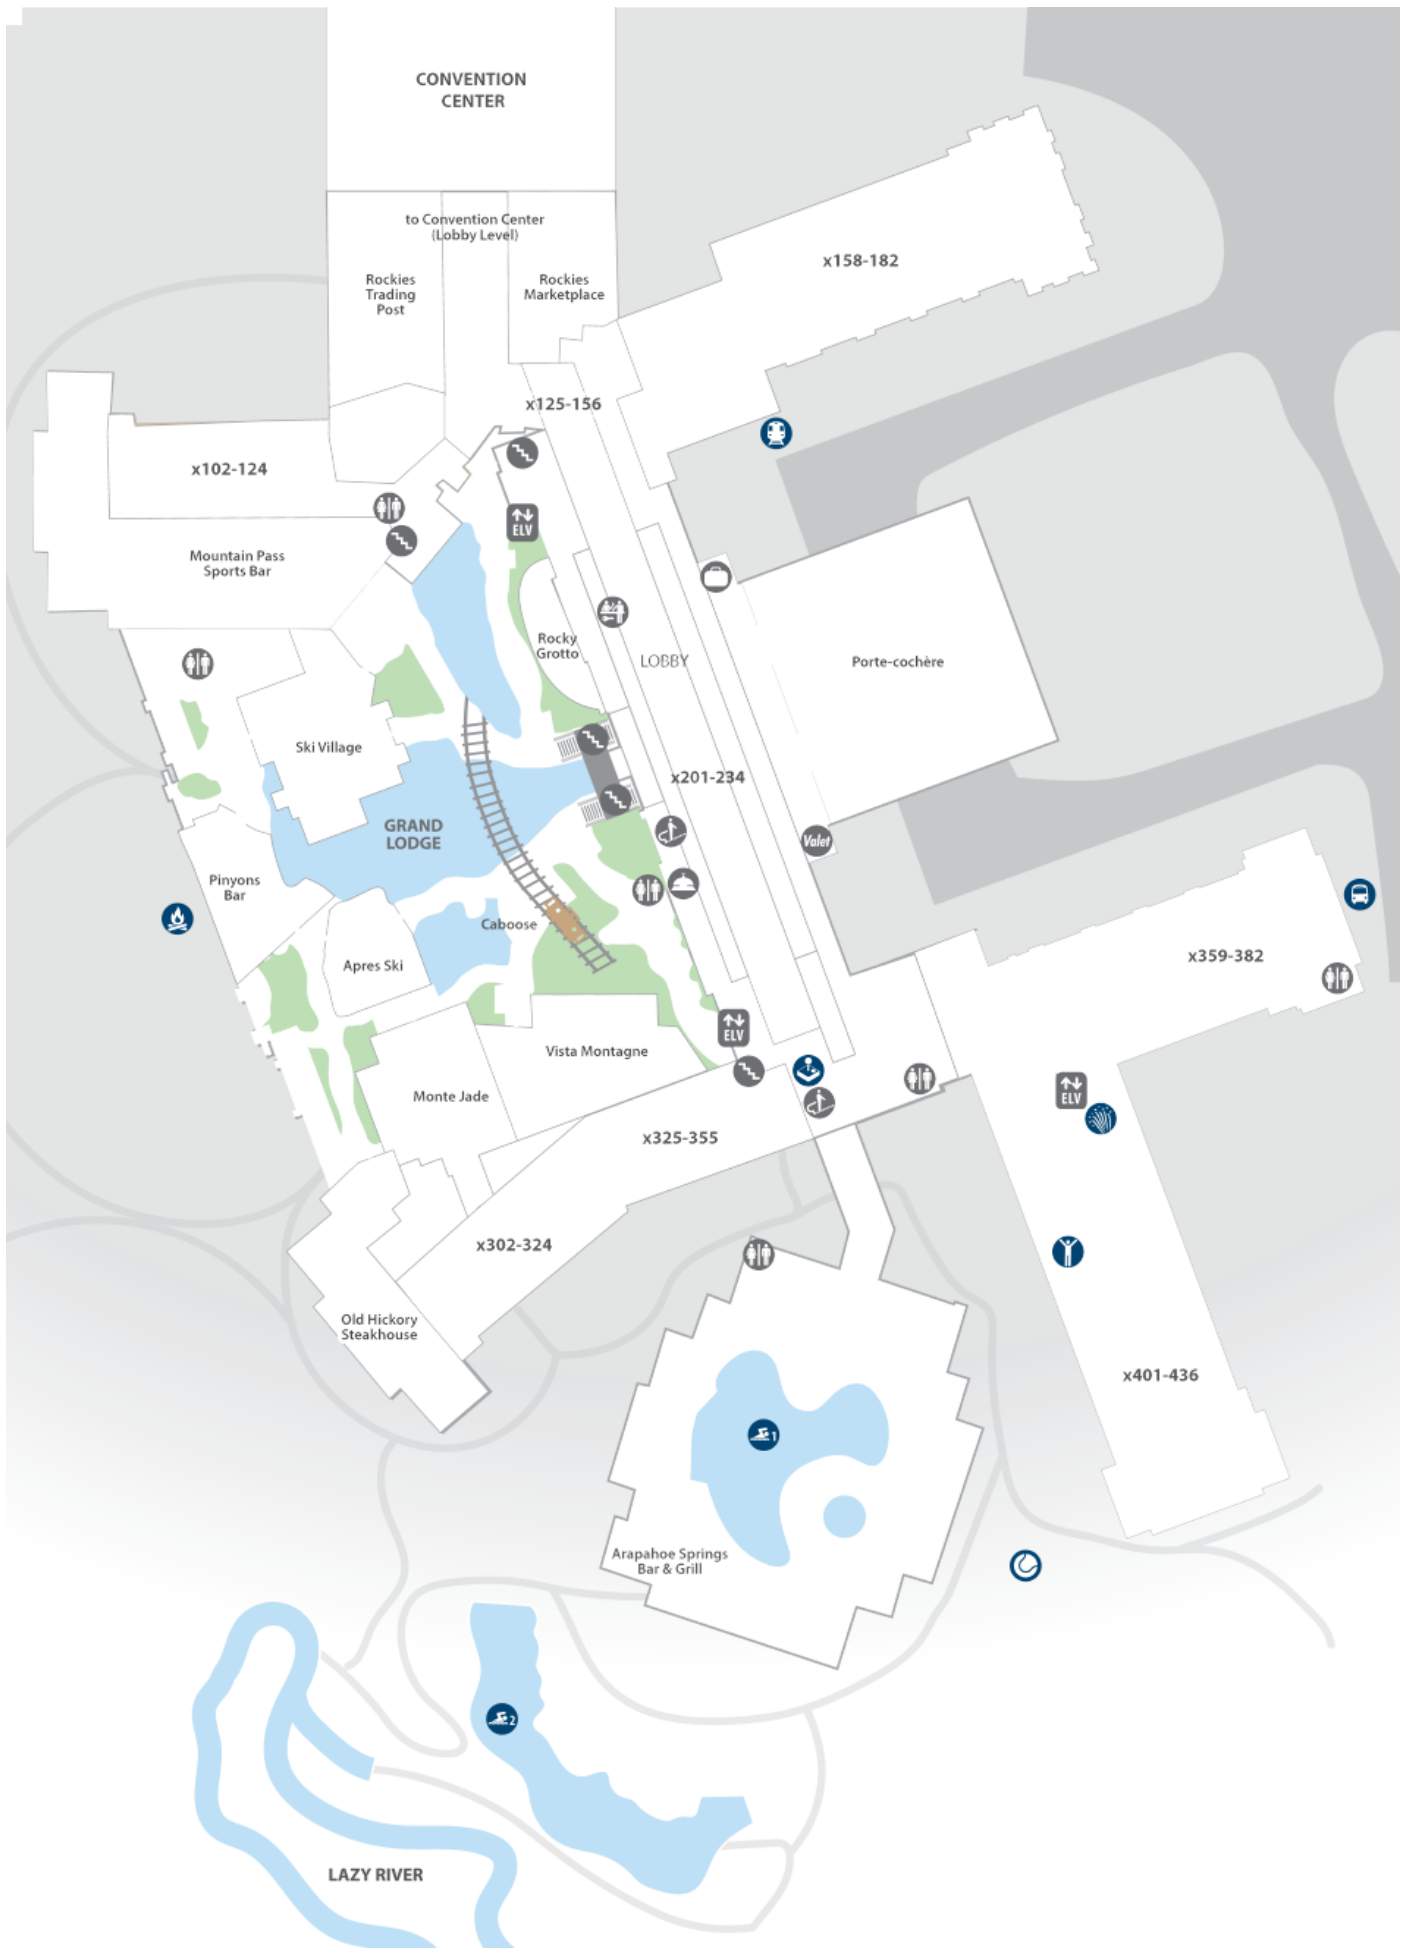 CONVENTION
CENTER
to Convention Center
(Lobby Level)
Rockies
Trading
Post
Rockies
Marketplace
x158-182
x125-156
x102-124
ELV
Mountain Pass
Sports Bar
Rocky
Grotto
LOBBY
Porte-cochère
Ski Village
x201-234
GRAND
LODGE
Valet
Pinyons
Bar
Caboose
Apres Ski
x359-382
ELV
Vista Montagne
Monte Jade
ELV
x325-355
x302-324
Old Hickory
Steakhouse
x401-436
1
Arapahoe Springs
Bar & Grill
2
LAZY RIVER